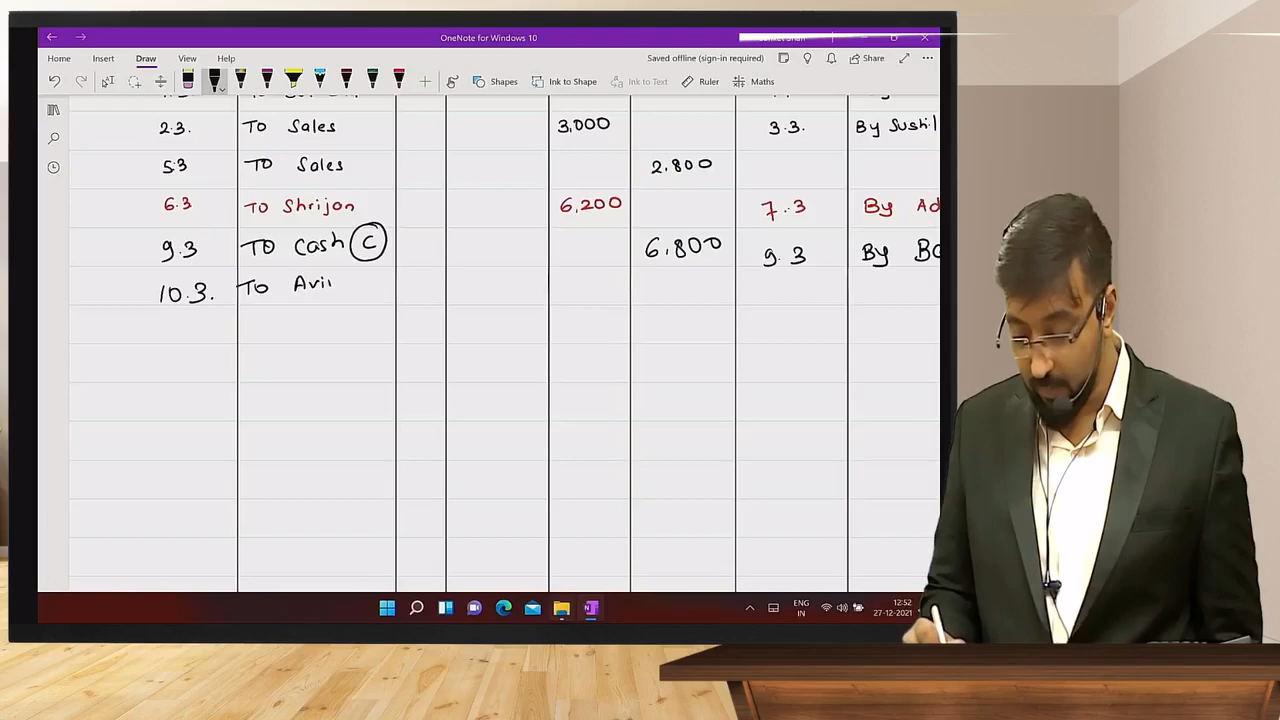 OneNote for Windows 10
Home Insert Draw View Help
Saved offline (sign-in required) Share
Shapes Ink to Shape Ink to Text Ruler Maths
2.3. To Sales 3,000 3.3. By Sushil
5.3 To Sales 2,800
6.3 To Shrijan 6,200 7.3 By Ad
9.3 To Cash C 6,800 9.3 By
10.3. To
ENG
IN
12:52
27-12-2021